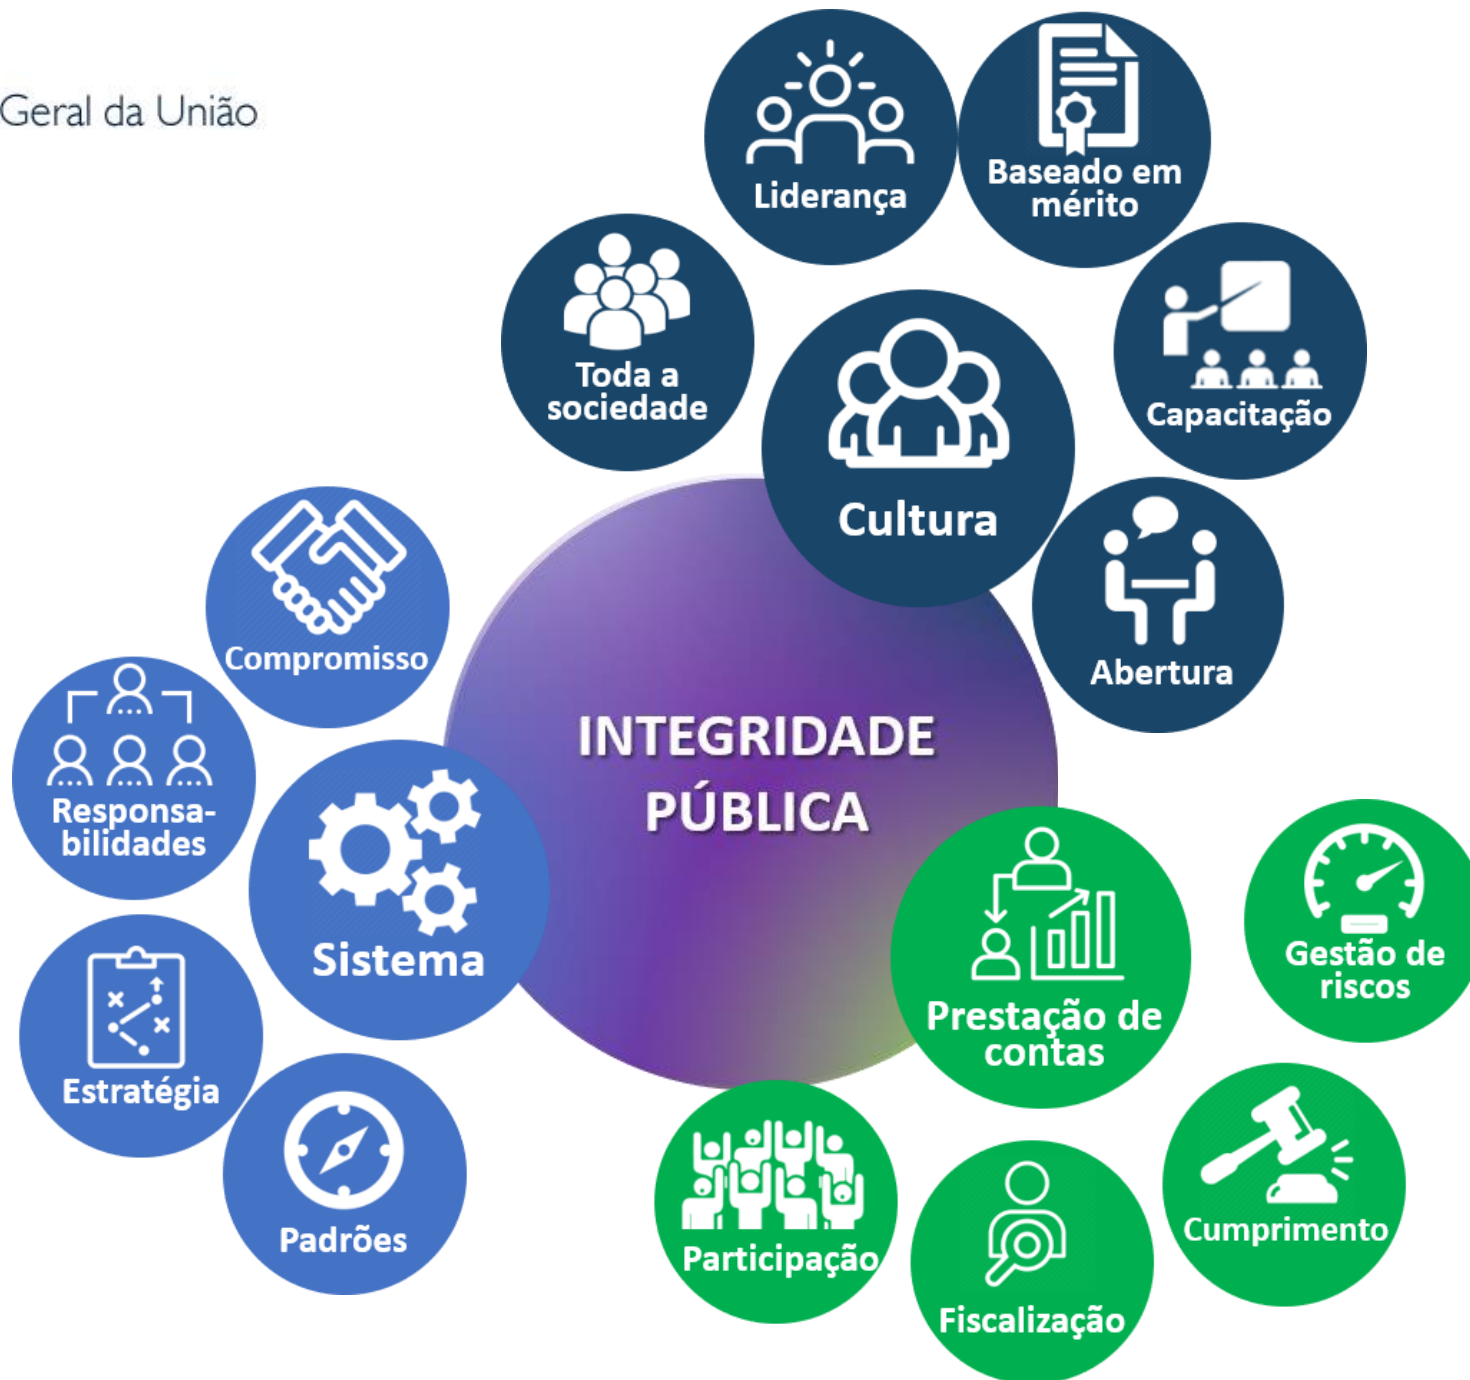 Geral da União
Liderança
Baseado em
mérito
Toda a
sociedade
Capacitação
Cultura
Abertura
Compromisso
Responsa-
bilidades
Sistema
Estratégia
Padrões
INTEGRIDADE
PÚBLICA
Prestação de
contas
Gestão de
riscos
Cumprimento
Participação
Fiscalização